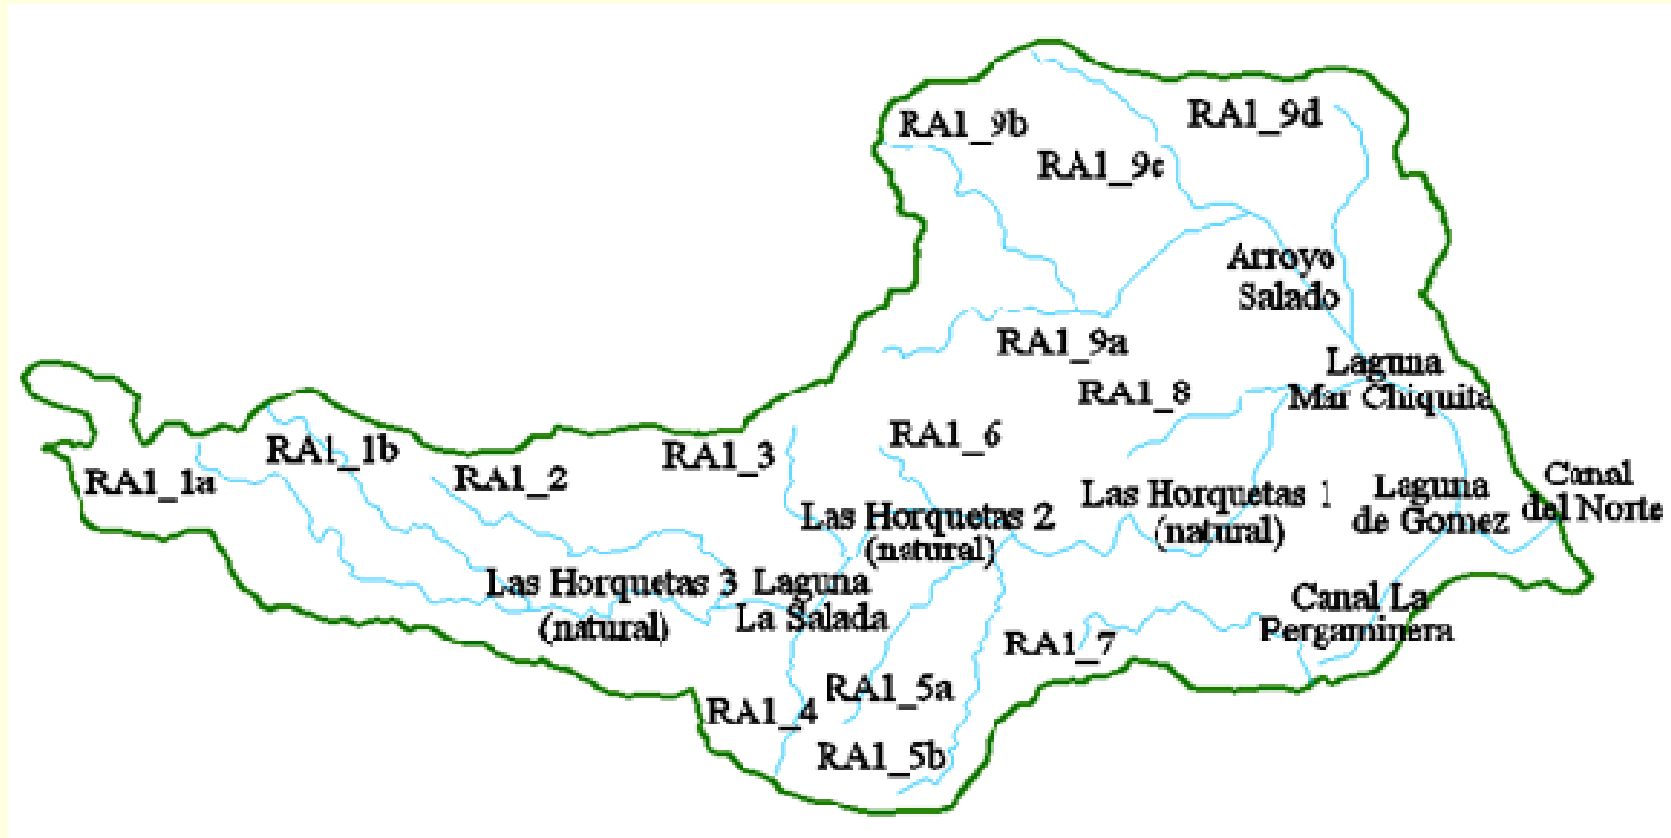 RA1_9b
RA1_9d
RA1_9c
Arroyo
Salado
RA1_9a
Laguna
Mar Chiquita
RA1_8
RA1_6
RA1_3
RA1_1b
RA1_2
RA1_1a
Las Horquetas 1
(natural)
Laguna
de Gomez
Canal
del Norte
Las Horquetas 2
(natural)
Las Horquetas 3
(natural)
Laguna
La Salada
Canal La
Pergaminera
RA1_7
RA1_5a
RA1_4
RA1_5b